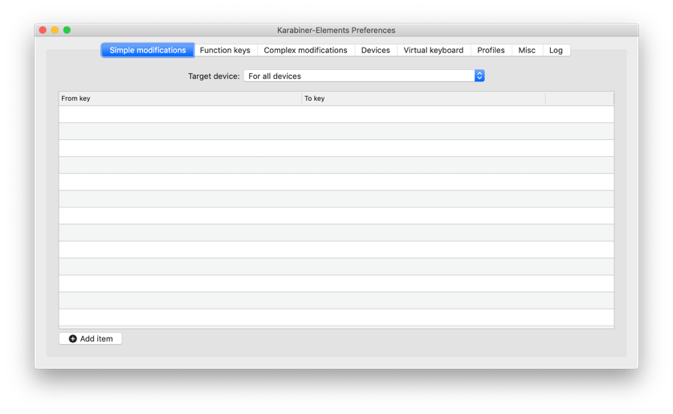 Karabiner-Elements Preferences
Simple modifications Function keys Complex modifications Devices Virtual keyboard Profiles Misc Log
Target device: For all devices
From key To key
Add item